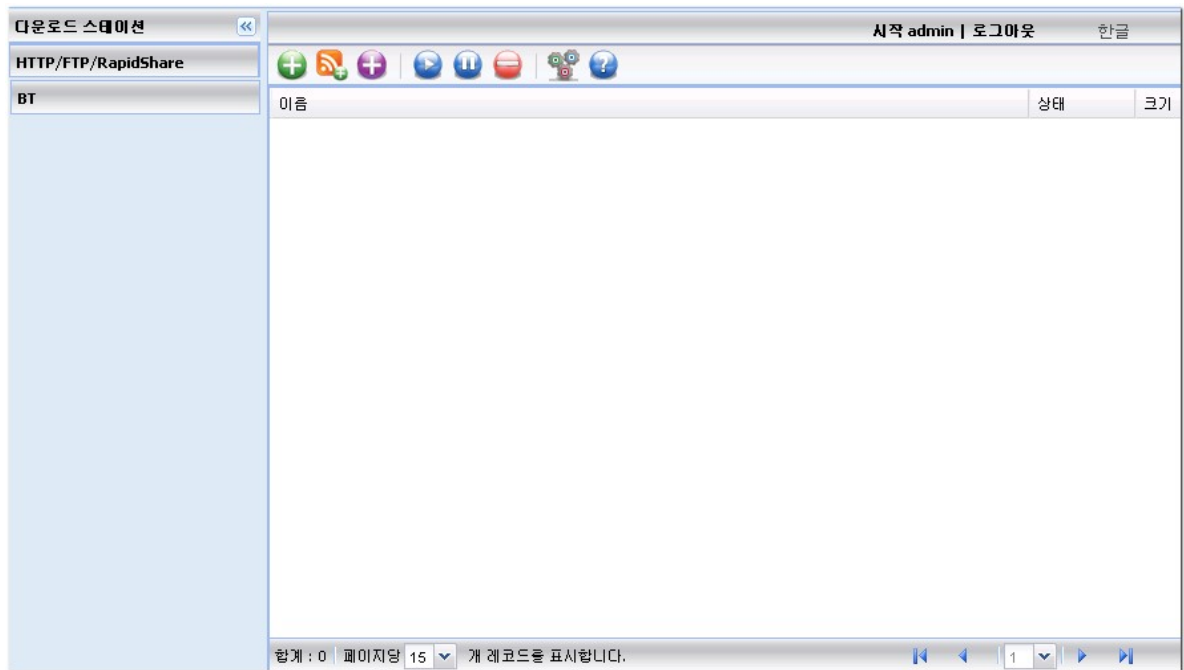 다운로드 스테이션
시작 admin | 로그아웃 한글
HTTP/FTP/RapidShare
BT
이름 상태 크기
합계 : 0 페이지당 15 개 레코드을 표시합니다. 1